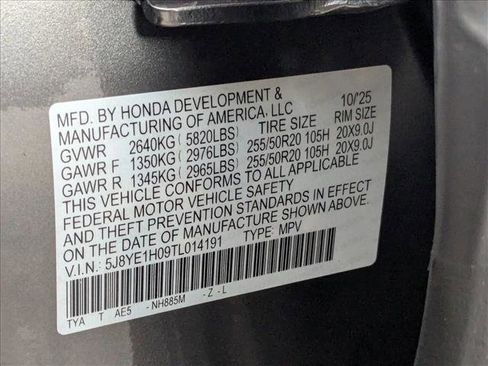 MFD. BY HONDA DEVELOPMENT & 10/'25
MANUFACTURING OF AMERICA, LLC
GVWR 2640KG ( 5820LBS) TIRE SIZE RIM SIZE
GAWR F 1350KG ( 2976LBS) 255/50R20 105H 20X9.0J
GAWR R 1345KG ( 2965LBS) 255/50R20 105H 20X9.0J
THIS VEHICLE CONFORMS TO ALL APPLICABLE
FEDERAL MOTOR VEHICLE SAFETY
AND THEFT PREVENTION STANDARDS IN EFFECT
ON THE DATE OF MANUFACTURE SHOWN ABOVE.
V.I.N.: 5J8YE1H09TL014191 TYPE: MPV
TYA T AE5 -NH885M -Z-L